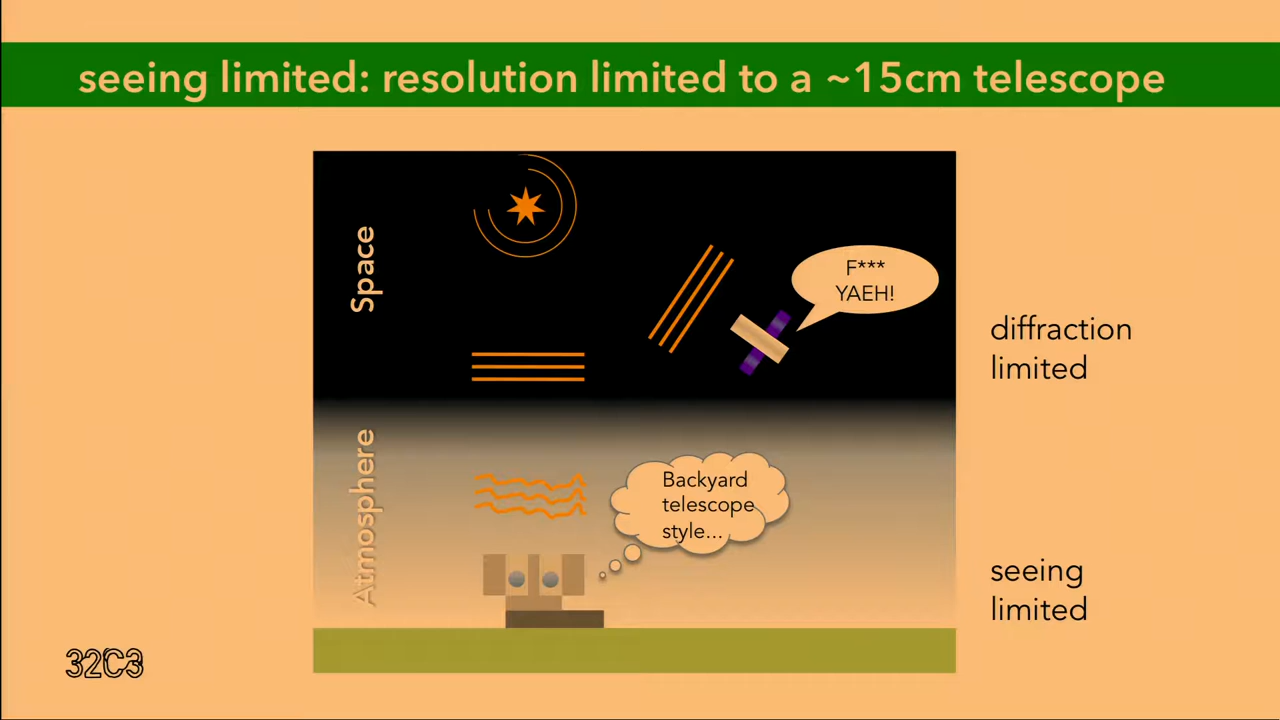 seeing limited: resolution limited to a ~15cm telescope
Space
F***
YAEH!
diffraction
limited
Atmosphere
Backyard
telescope
style...
seeing
limited
32C3